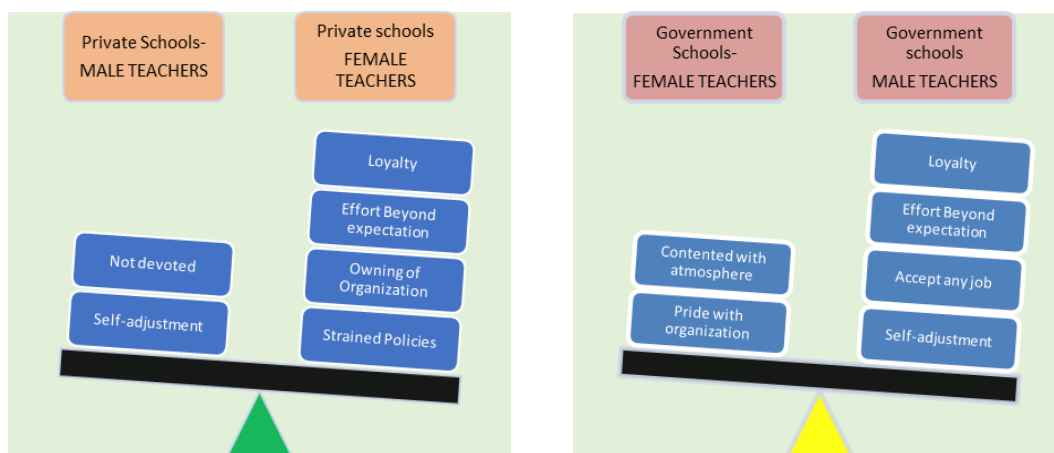 Private Schools-
MALE TEACHERS
Private schools
FEMALE
TEACHERS
Not devoted
Self-adjustment
Loyalty
Effort Beyond
expectation
Owning of
Organization
Strained Policies
Government
Schools-
FEMALE TEACHERS
Government
schools
MALE TEACHERS
Contented with
atmosphere
Pride with
organization
Loyalty
Effort Beyond
expectation
Accept any job
Self-adjustment